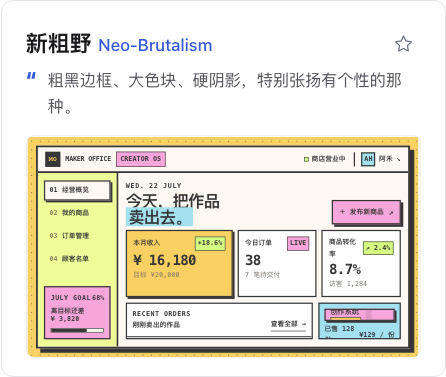 新粗野 Neo-Brutalism
“ 粗黑边框、大色块、硬阴影，特别张扬有个性的那
种。
MO MAKER OFFICE CREATOR OS 商店营业中 AH 阿禾 ↘
01 经营概览
02 我的商品
03 订单管理
04 顾客名单
JULY GOAL 68%
离目标还差
¥ 3,820
WED. 22 JULY
今天，把作品
卖出去。
+ 发布新商品 ↗
本月收入 +18.6%
¥ 16,180
目标 ¥20,000
今日订单 LIVE
38
7 笔待交付
商品转化
率 ↗ 2.4%
8.7%
访客 1,284
RECENT ORDERS
刚刚卖出的作品
查看全部 →
创作系统
已售 128
¥129 / 份